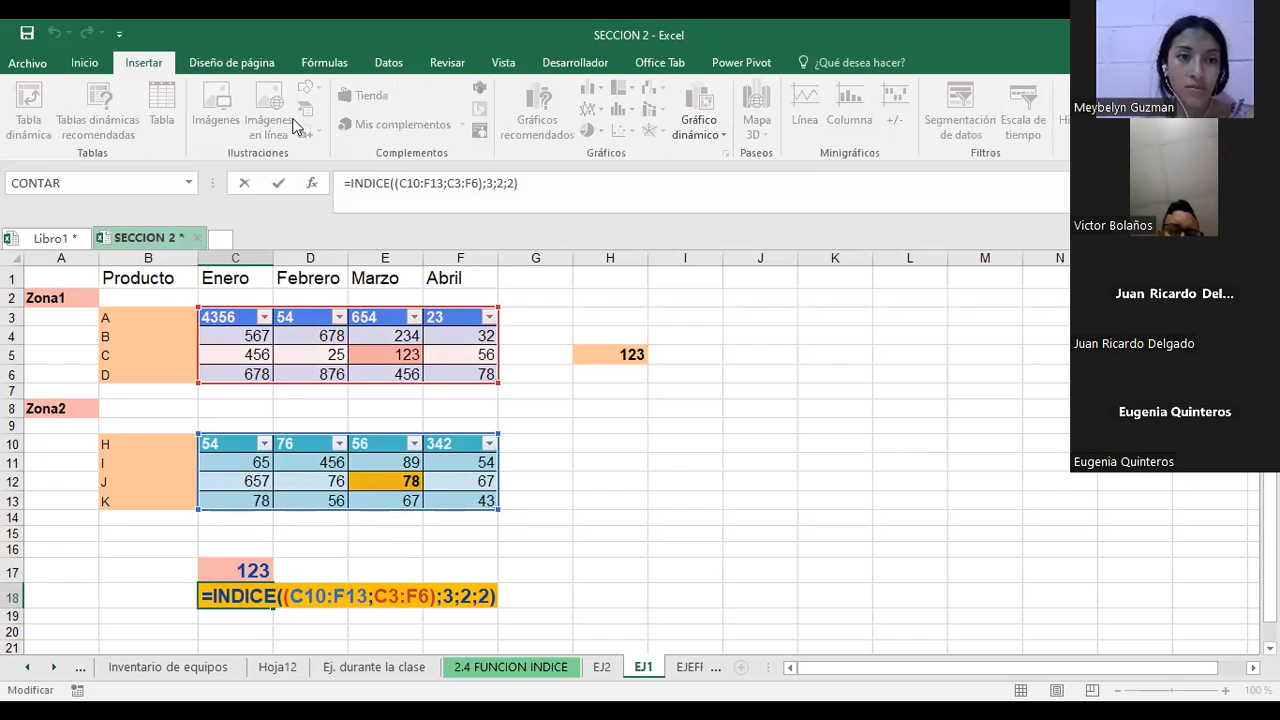 SECCION 2 - Excel
Archivo Inicio Insertar Diseño de página Fórmulas Datos Revisar Vista Desarrollador Office Tab Power Pivot ¿Qué desea hacer?
Tabla dinámica
Tablas dinámicas recomendadas
Tabla
Tablas
Imágenes
Imágenes en línea
Ilustraciones
Tienda
Mis complementos
Complementos
Gráficos recomendados
Gráfico dinámico
Gráficos
Mapa 3D
Paseos
Línea
Columna
+/-
Minigráficos
Segmentación de datos
Escala de tiempo
Filtros
CONTAR
=INDICE((C10:F13;C3:F6);3;2;2)
Libro1 * SECCION 2 *
A B C D E F G H I J K L M N
1 Producto Enero Febrero Marzo Abril
2 Zona1
3 A 4356 54 654 23
4 B 567 678 234 32
5 C 456 25 123 56 123
6 D 678 876 456 78
7
8 Zona2
9
10 H 54 76 56 342
11 I 65 456 89 54
12 J 657 76 78 67
13 K 78 56 67 43
14
15
16
17 123
18 =INDICE((C10:F13;C3:F6);3;2;2)
19
20
21
... Inventario de equipos Hoja12 Ej. durante la clase 2.4 FUNCION INDICE EJ2 EJ1 ...
Modificar
100 %
Meybelyn Guzman
Victor Bolaños
Juan Ricardo Del...
Juan Ricardo Delgado
Eugenia Quinteros
Eugenia Quinteros